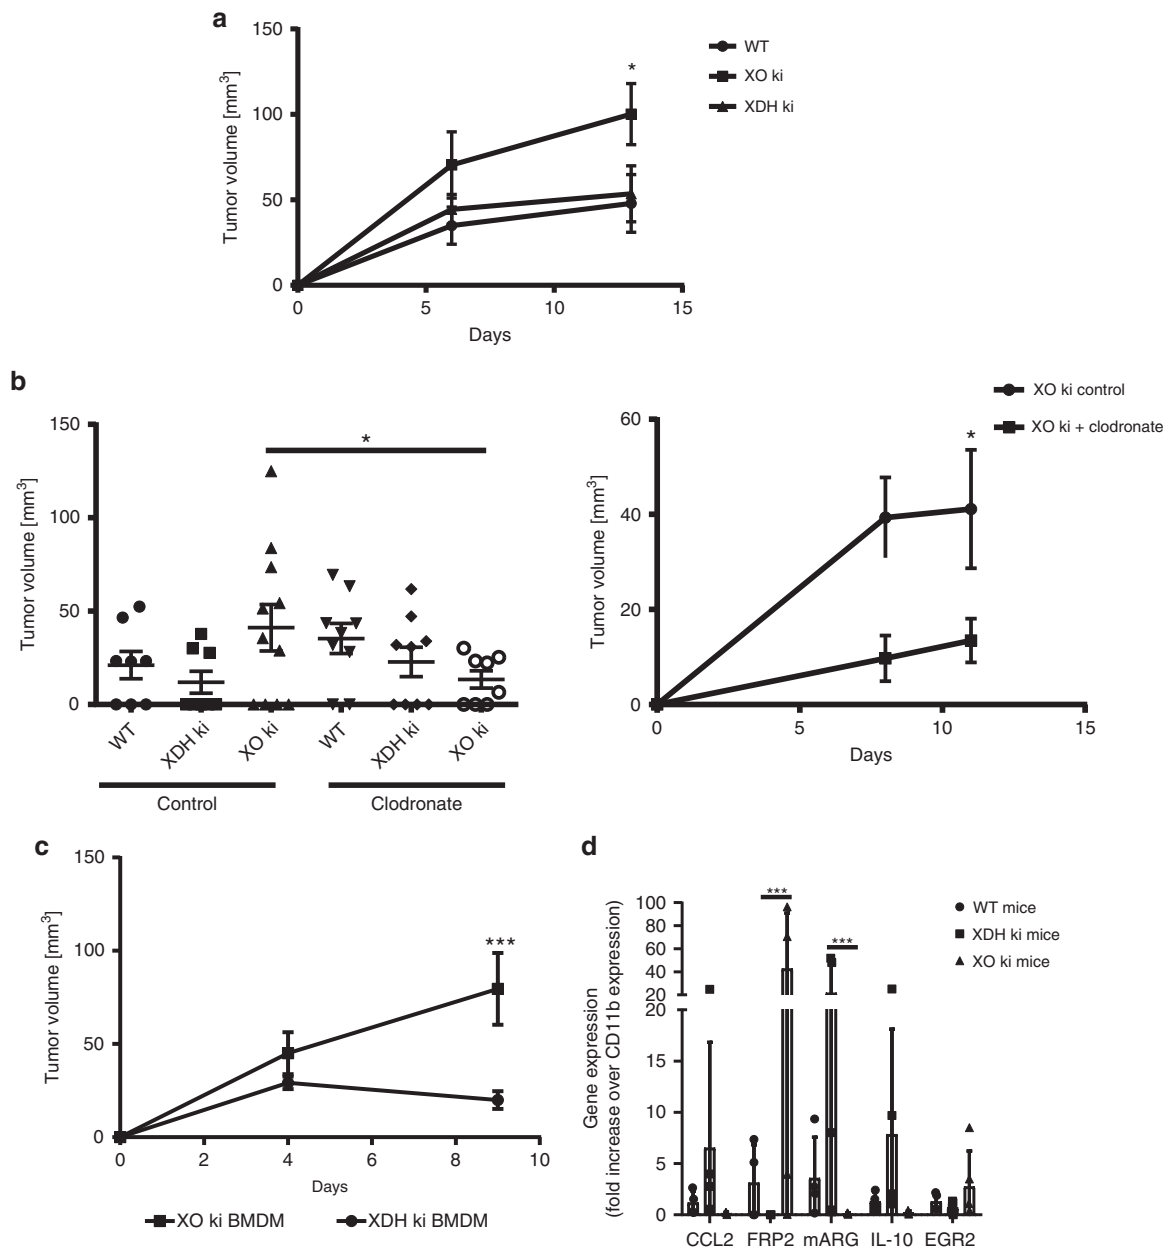 a
150
100
50
0
Tumor volume [mm3]
*
0 5 10 15
Days
WT
XO ki
XDH ki
b
150
100
50
0
Tumor volume [mm3]
*
WT XDH ki XO ki WT XDH ki XO ki
Control Clodronate
60
40
20
0
Tumor volume [mm3]
*
0 5 10 15
Days
XO ki control
XO ki + clodronate
c
150
100
50
0
Tumor volume [mm3]
***
0 2 4 6 8 10
Days
XO ki BMDM XDH ki BMDM
d
Gene expression
(fold increase over CD11b expression)
100
80
60
40
20
20
15
10
5
0
***
***
CCL2 FRP2 mARG IL-10 EGR2
WT mice
XDH ki mice
XO ki mice